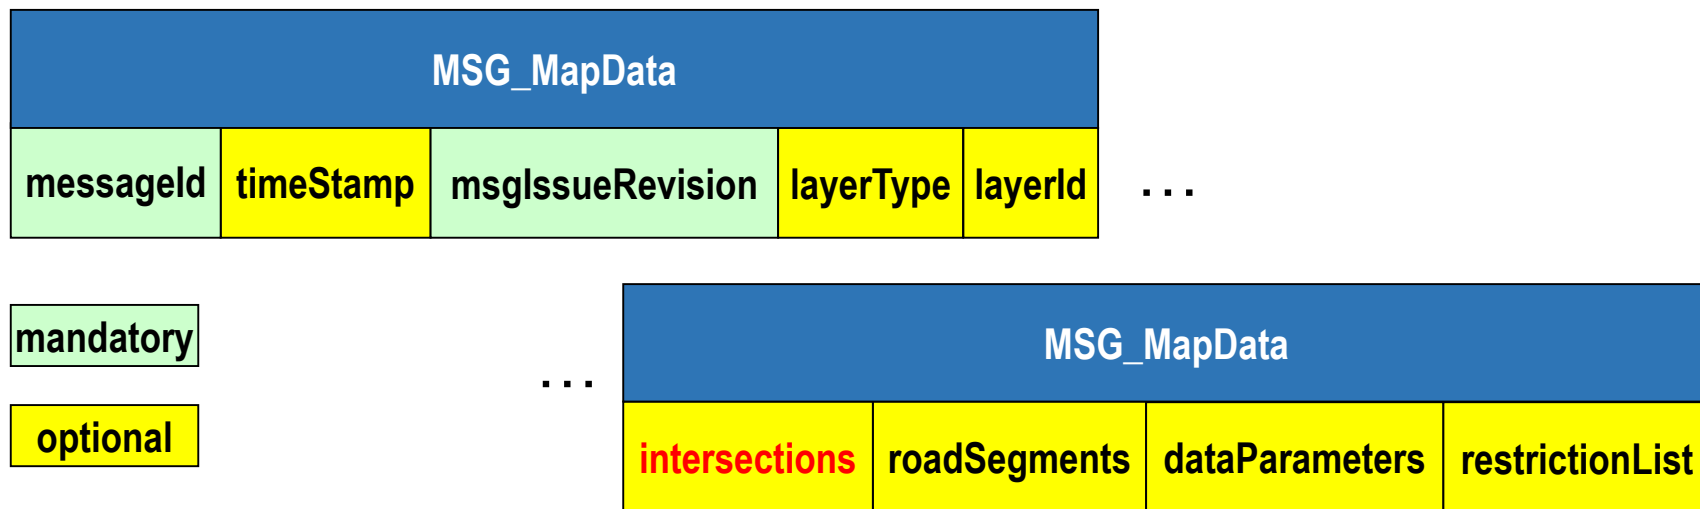 MSG_MapData
messageId timeStamp msgIssueRevision layerType layerId ...
mandatory
optional
... MSG_MapData
intersections roadSegments dataParameters restrictionList